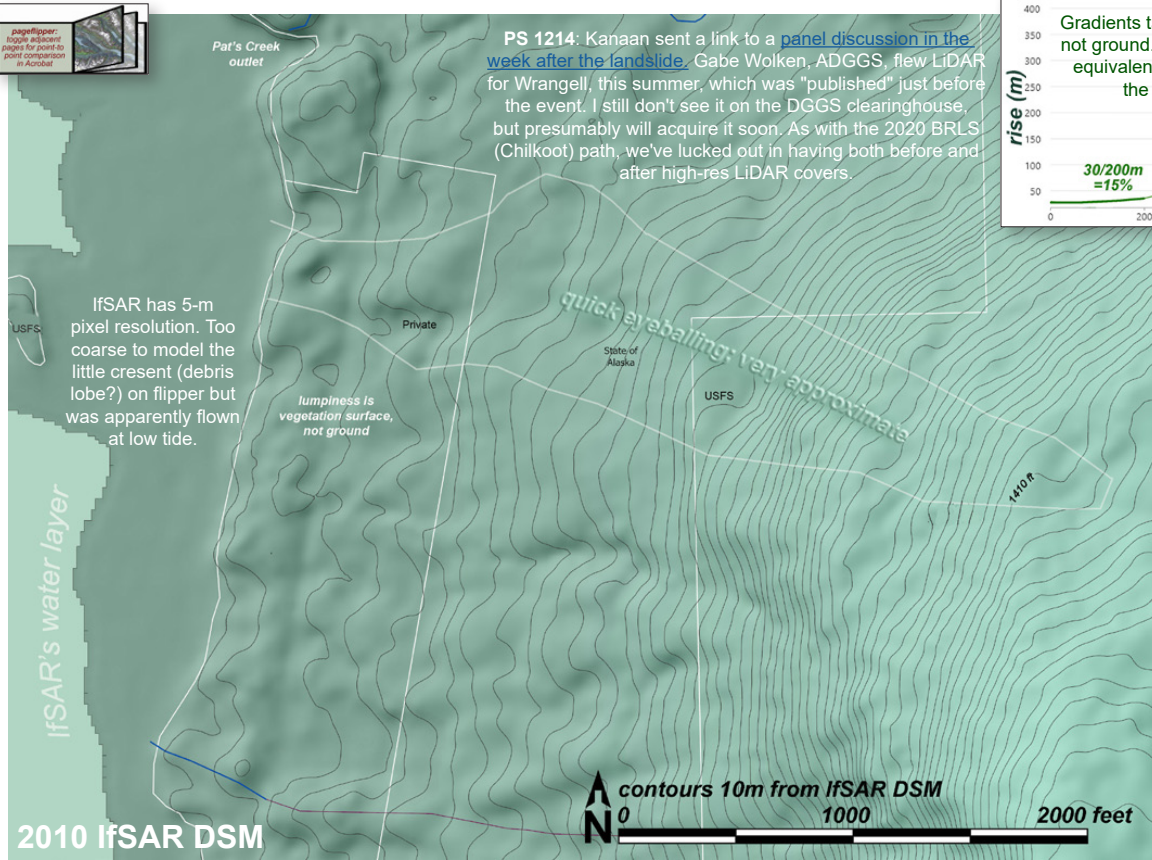 pageflipper:
toggle adjacent
pages for point-to
point comparison
in Acrobat
Pat's Creek
outlet
PS 1214: Kanaan sent a link to a panel discussion in the
week after the landslide. Gabe Wolken, ADGGS, flew LiDAR
for Wrangell, this summer, which was "published" just before
the event. I still don't see it on the DGGS clearinghouse,
but presumably will acquire it soon. As with the 2020 BRLS
(Chilkoot) path, we've lucked out in having both before and
after high-res LiDAR covers.
Gradients t
not ground.
equivalen
the
rise (m)
400
350
300
250
200
150
100
50
0
200
30/200m
=15%
IfSAR has 5-m
pixel resolution. Too
coarse to model the
little cresent (debris
lobe?) on flipper but
was apparently flown
at low tide.
USFS
Private
State of
Alaska
USFS
quick eyeballing; very approximate
lumpiness is
vegetation surface,
not ground
1410 ft
IfSAR's water layer
contours 10m from IfSAR DSM
N
0 1000 2000 feet
2010 IfSAR DSM